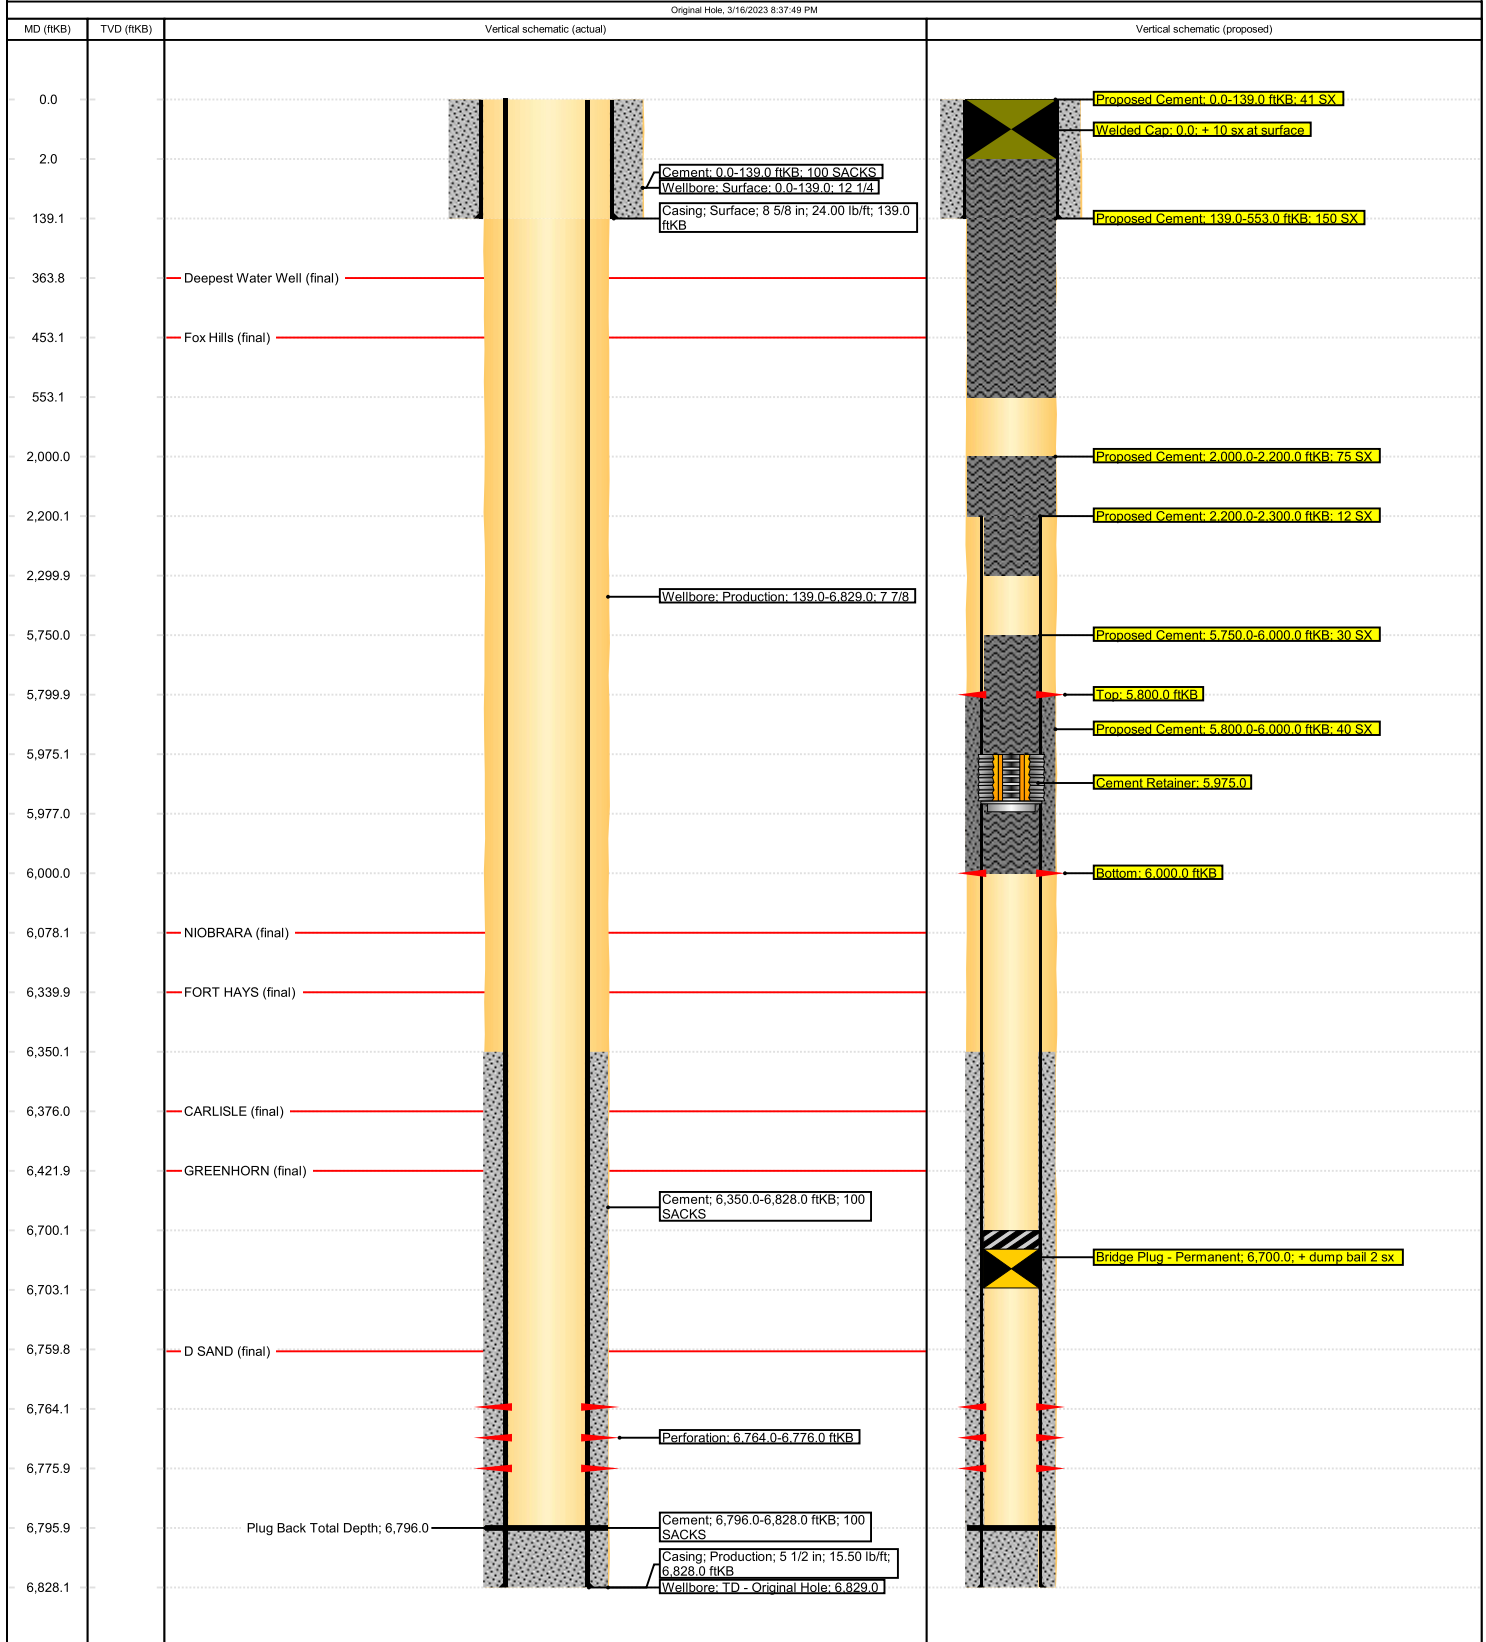 Original Hole, 3/16/2023 8:37:49 PM
MD (ftKB)
TVD (ftKB)
Vertical schematic (actual)
Vertical schematic (proposed)
0.0
Proposed Cement; 0.0-139.0 ftKB; 41 SX
Welded Cap; 0.0; + 10 sx at surface
2.0
Cement; 0.0-139.0 ftKB; 100 SACKS
Wellbore; Surface; 0.0-139.0; 12 1/4
Casing; Surface; 8 5/8 in; 24.00 lb/ft; 139.0
ftKB
139.1
Proposed Cement; 139.0-553.0 ftKB; 150 SX
363.8
Deepest Water Well (final)
453.1
Fox Hills (final)
553.1
2,000.0
Proposed Cement; 2,000.0-2,200.0 ftKB; 75 SX
2,200.1
Proposed Cement; 2,200.0-2,300.0 ftKB; 12 SX
2,299.9
Wellbore; Production; 139.0-6,829.0; 7 7/8
5,750.0
Proposed Cement; 5,750.0-6,000.0 ftKB; 30 SX
5,799.9
Top; 5,800.0 ftKB
Proposed Cement; 5,800.0-6,000.0 ftKB; 40 SX
5,975.1
Cement Retainer; 5,975.0
5,977.0
6,000.0
Bottom; 6,000.0 ftKB
6,078.1
NIOBRARA (final)
6,339.9
FORT HAYS (final)
6,350.1
6,376.0
CARLISLE (final)
6,421.9
GREENHORN (final)
Cement; 6,350.0-6,828.0 ftKB; 100
SACKS
6,700.1
Bridge Plug - Permanent; 6,700.0; + dump bail 2 sx
6,703.1
6,759.8
D SAND (final)
6,764.1
Perforation; 6,764.0-6,776.0 ftKB
6,775.9
6,795.9
Plug Back Total Depth; 6,796.0
Cement; 6,796.0-6,828.0 ftKB; 100
SACKS
Casing; Production; 5 1/2 in; 15.50 lb/ft;
6,828.0 ftKB
6,828.1
Wellbore; TD - Original Hole; 6,829.0